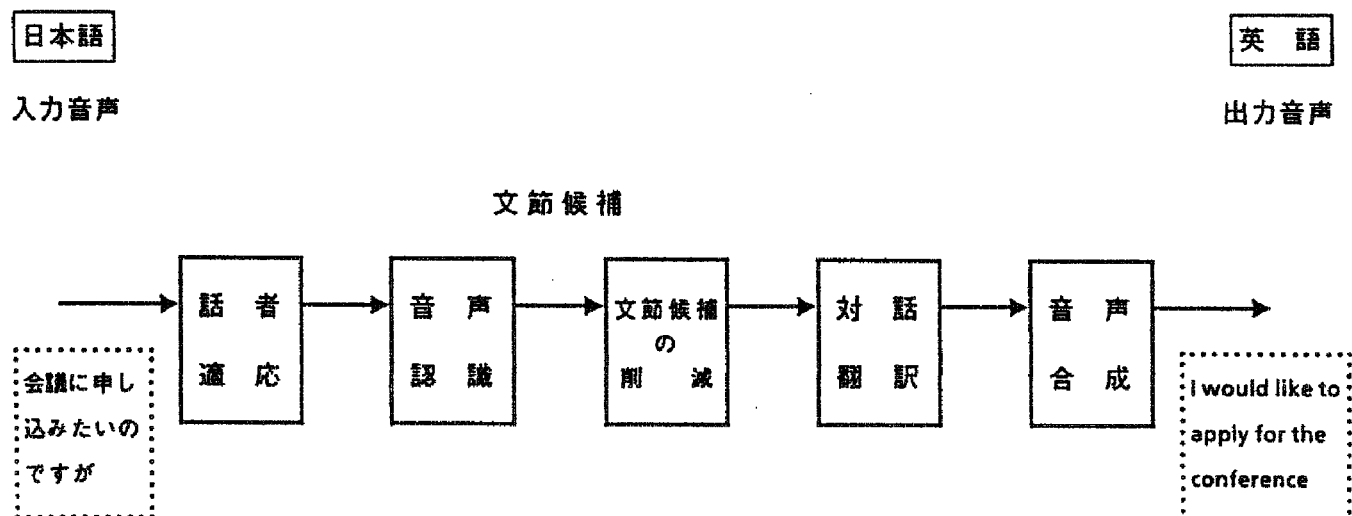 日本語
英 語
入力音声
出力音声
文節候補
話 者
適 応
音 声
認 識
文節候補
の
削 減
対 話
翻 訳
音 声
合 成
会議に申し
込みたいの
ですが
I would like to
apply for the
conference